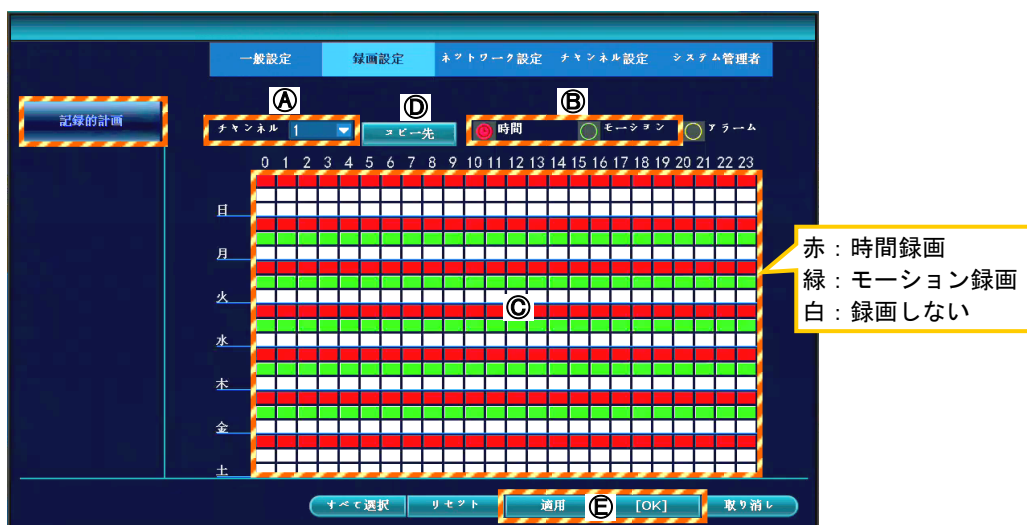 一般設定 録画設定 ネットワーク設定 チャンネル設定 システム管理者
記録的計画
Ⓐ Ⓓ Ⓑ
チャンネル 1 コピー先 時間 モーション アラーム
0 1 2 3 4 5 6 7 8 9 10 11 12 13 14 15 16 17 18 19 20 21 22 23
日
月
火
水
木
金
土
Ⓒ
赤：時間録画
緑：モーション録画
白：録画しない
すべて選択 リセット 適用 Ⓔ [OK] 取り消し